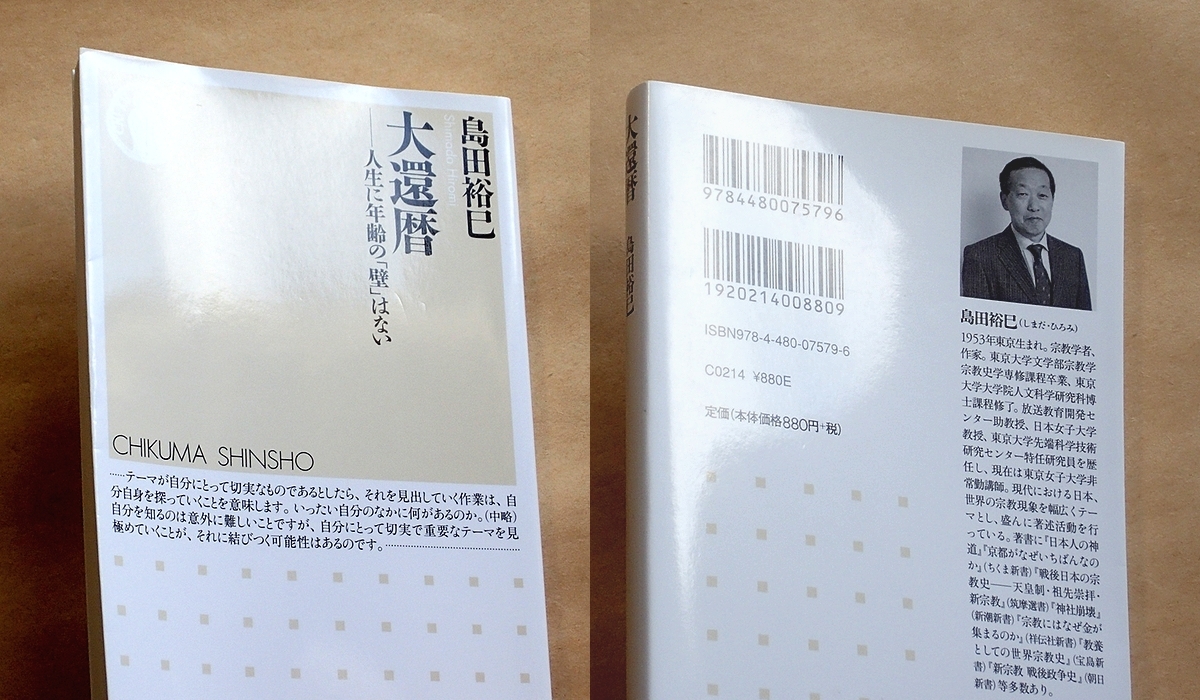 島田裕巳
Shimada Hiromi
大還暦
──人生に年齢の「壁」はない
CHIKUMA SHINSHO
……テーマが自分にとって切実なものであるとしたら、それを見出していく作業は、自
分自身を探っていくことを意味します。いったい自分のなかに何があるのか。(中略)
自分を知るのは意外に難しいことですが、自分にとって切実で重要なテーマを見
極めていくことが、それに結びつく可能性はあるのです。……………………
大還暦 島田裕巳
9784480075796
1920214008809
ISBN978-4-480-07579-6
C0214 ¥880E
定価(本体価格880円+税)
島田裕巳(しまだ・ひろみ)
1953年東京生まれ。宗教学者、
作家。東京大学文学部宗教学
宗教史学専修課程卒業、東京
大学大学院人文科学研究科博
士課程修了。放送教育開発セ
ンター助教授、日本女子大学
教授、東京大学先端科学技術
研究センター特任研究員を歴
任し、現在は東京女子大学非
常勤講師。現代における日本、
世界の宗教現象を幅広くテー
マとし、盛んに著述活動を行
っている。著書に『日本人の神
道』『京都がなぜいちばんなの
か』(ちくま新書)『戦後日本の宗
教史──天皇制・祖先崇拝・
新宗教』(筑摩選書)『神社崩壊』
(新潮新書)『宗教にはなぜ金が
集まるのか』(祥伝社新書)『教養
としての世界宗教史』(宝島新
書)『新宗教 戦後政争史』(朝日
新書)等多数あり。